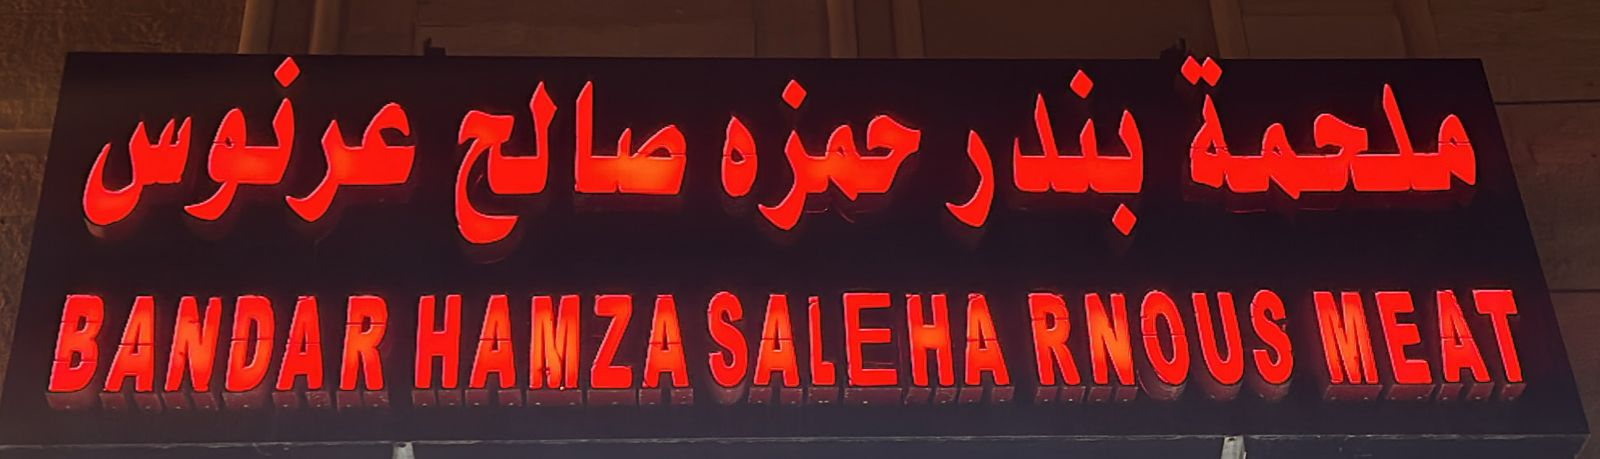 ملحمة بندر حمزه صالح عرنوس
BANDAR HAMZA SALEHA RNOUS MEAT